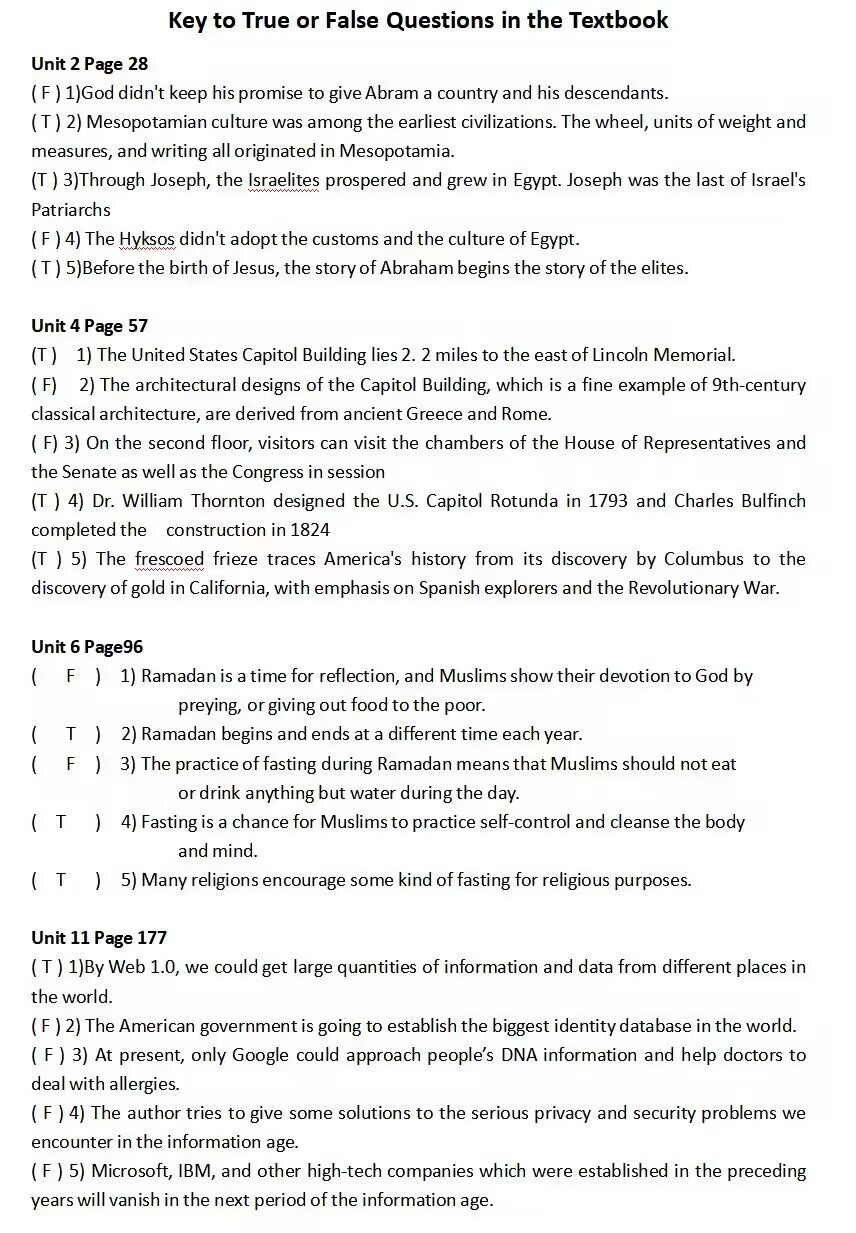 Key to True or False Questions in the Textbook
Unit 2 Page 28
( F ) 1)God didn't keep his promise to give Abram a country and his descendants.
( T ) 2) Mesopotamian culture was among the earliest civilizations. The wheel, units of weight and
measures, and writing all originated in Mesopotamia.
(T ) 3)Through Joseph, the Israelites prospered and grew in Egypt. Joseph was the last of Israel's
Patriarchs
( F ) 4) The Hyksos didn't adopt the customs and the culture of Egypt.
( T ) 5)Before the birth of Jesus, the story of Abraham begins the story of the elites.
Unit 4 Page 57
(T ) 1) The United States Capitol Building lies 2. 2 miles to the east of Lincoln Memorial.
( F) 2) The architectural designs of the Capitol Building, which is a fine example of 9th-century
classical architecture, are derived from ancient Greece and Rome.
( F) 3) On the second floor, visitors can visit the chambers of the House of Representatives and
the Senate as well as the Congress in session
(T ) 4) Dr. William Thornton designed the U.S. Capitol Rotunda in 1793 and Charles Bulfinch
completed the construction in 1824
(T ) 5) The frescoed frieze traces America's history from its discovery by Columbus to the
discovery of gold in California, with emphasis on Spanish explorers and the Revolutionary War.
Unit 6 Page96
( F ) 1) Ramadan is a time for reflection, and Muslims show their devotion to God by
preying, or giving out food to the poor.
( T ) 2) Ramadan begins and ends at a different time each year.
( F ) 3) The practice of fasting during Ramadan means that Muslims should not eat
or drink anything but water during the day.
( T ) 4) Fasting is a chance for Muslims to practice self-control and cleanse the body
and mind.
( T ) 5) Many religions encourage some kind of fasting for religious purposes.
Unit 11 Page 177
( T ) 1)By Web 1.0, we could get large quantities of information and data from different places in
the world.
( F ) 2) The American government is going to establish the biggest identity database in the world.
( F ) 3) At present, only Google could approach people’s DNA information and help doctors to
deal with allergies.
( F ) 4) The author tries to give some solutions to the serious privacy and security problems we
encounter in the information age.
( F ) 5) Microsoft, IBM, and other high-tech companies which were established in the preceding
years will vanish in the next period of the information age.